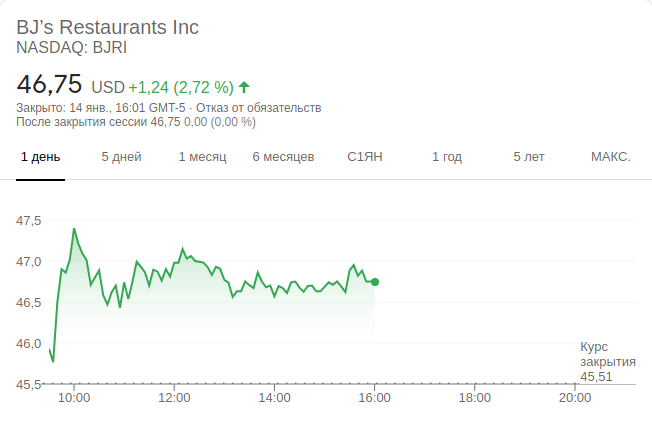 BJ’s Restaurants Inc
NASDAQ: BJRI
46,75 USD +1,24 (2,72 %)
Закрыто: 14 янв., 16:01 GMT-5 · Отказ от обязательств
После закрытия сессии 46,75 0,00 (0,00 %)
1 день 5 дней 1 месяц 6 месяцев С1ЯН 1 год 5 лет МАКС.
47,5
47,0
46,5
46,0
Курс
закрытия
45,51
45,5
10:00 12:00 14:00 16:00 18:00 20:00